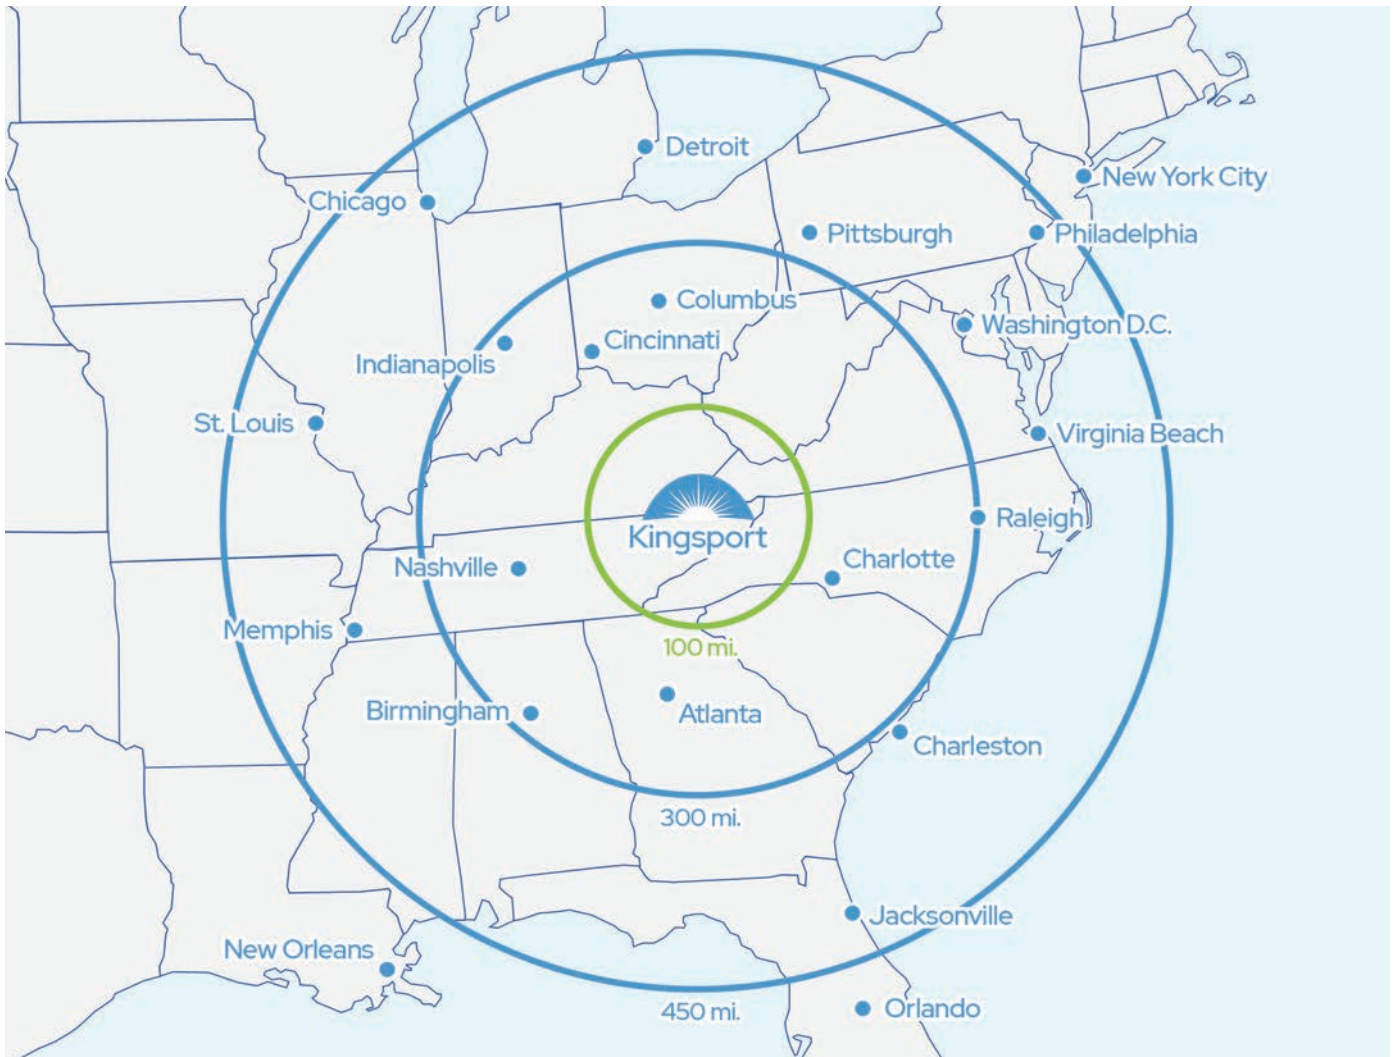 Detroit
New York City
Chicago
Pittsburgh
Philadelphia
Columbus
Washington D.C.
Cincinnati
Indianapolis
St. Louis
Virginia Beach
Raleigh
Kingsport
Charlotte
Nashville
Memphis
100 mi.
Birmingham
Atlanta
Charleston
300 mi.
Jacksonville
New Orleans
450 mi.
Orlando